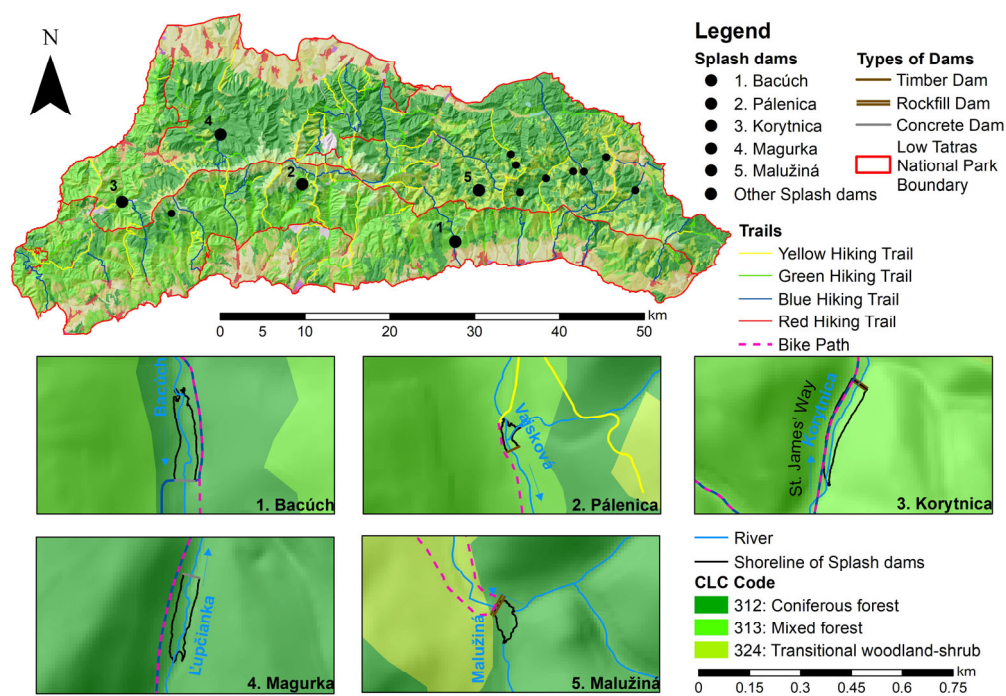 N
4
2
3
5
1
km
0 5 10 20 30 40 50
Legend
Splash dams
1. Bacúch
2. Pálenica
3. Korytnica
4. Magurka
5. Malužiná
Other Splash dams
Types of Dams
Timber Dam
Rockfill Dam
Concrete Dam
Low Tatras
National Park
Boundary
Trails
Yellow Hiking Trail
Green Hiking Trail
Blue Hiking Trail
Red Hiking Trail
Bike Path
Bacúch
1. Bacúch
Vajsková
2. Pálenica
St. James' Way
Korytnica
3. Korytnica
Ľupčianka
4. Magurka
Malužiná
5. Malužiná
River
Shoreline of Splash dams
CLC Code
312: Coniferous forest
313: Mixed forest
324: Transitional woodland-shrub
km
0 0.15 0.3 0.45 0.6 0.75